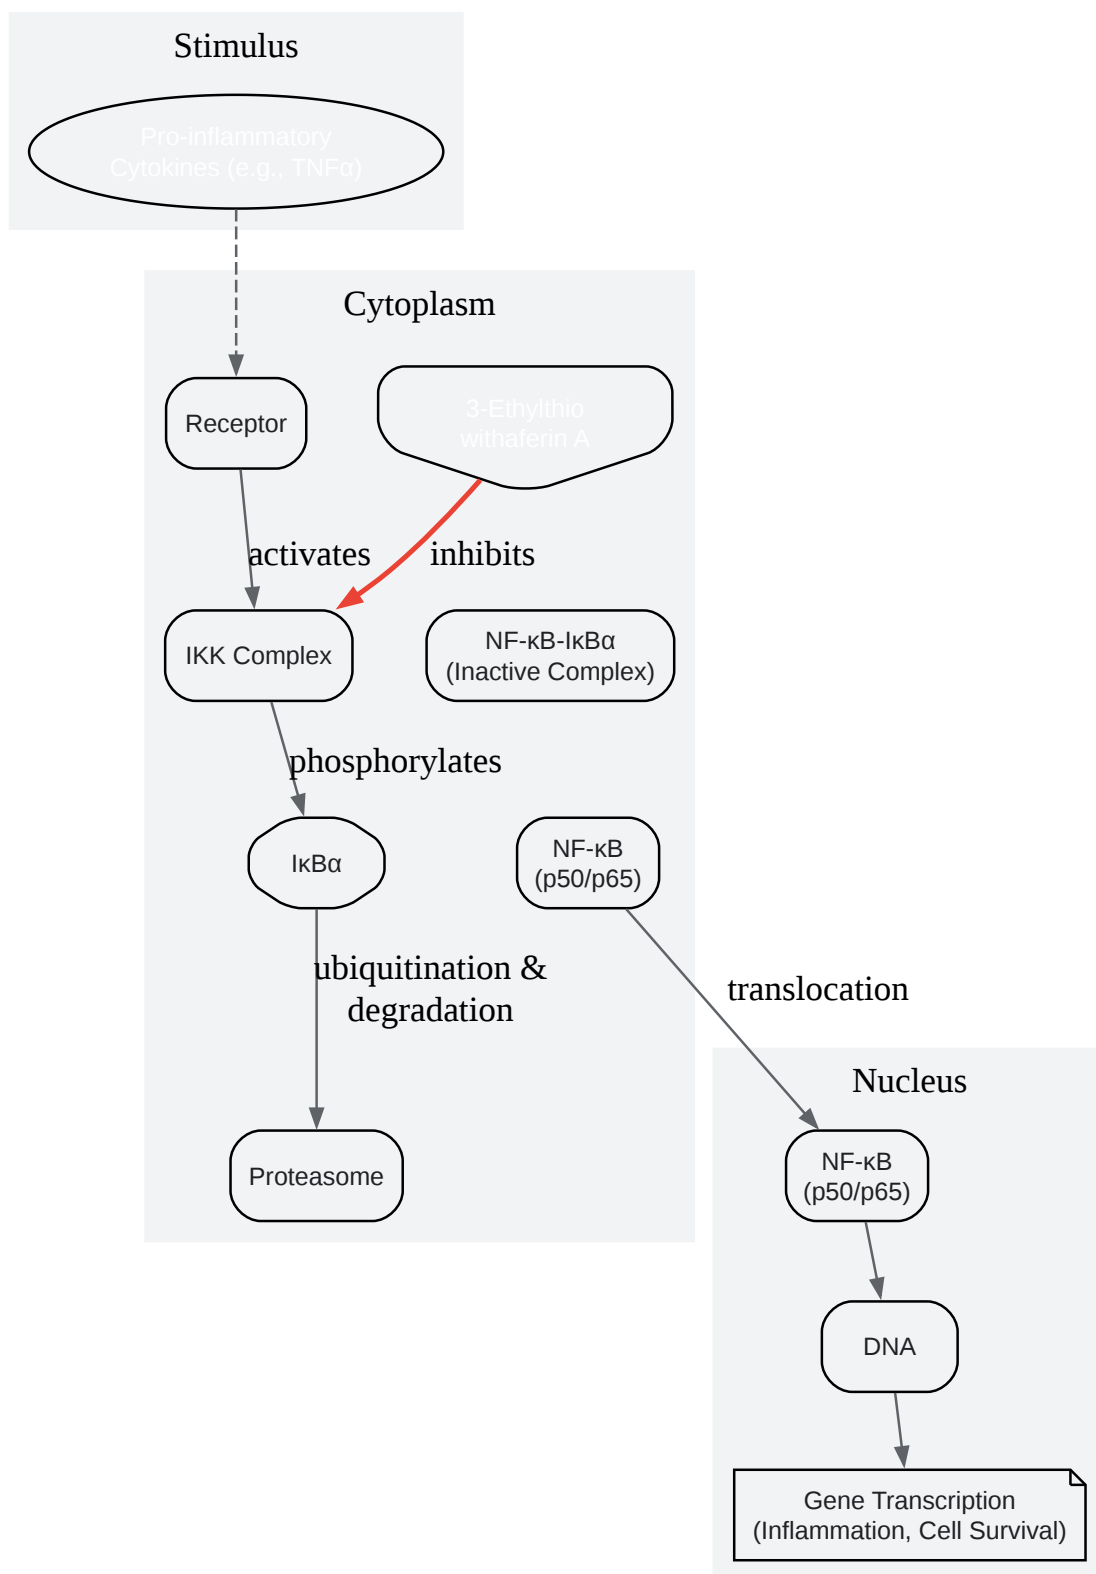 Stimulus
Pro-inflammatory
Cytokines (e.g., TNFα)
Cytoplasm
Receptor
3-Ethylthio
withaferin A
activates
inhibits
IKK Complex
NF-κB-IκBα
(Inactive Complex)
phosphorylates
IκBα
NF-κB
(p50/p65)
ubiquitination &
degradation
translocation
Nucleus
Proteasome
NF-κB
(p50/p65)
DNA
Gene Transcription
(Inflammation, Cell Survival)